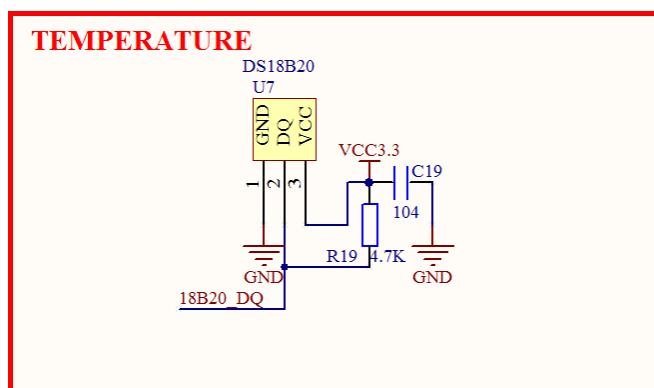 TEMPERATURE
DS18B20
U7
GND
DQ
VCC
1
2
3
VCC3.3
C19
104
R19
4.7K
GND
GND
18B20_DQ